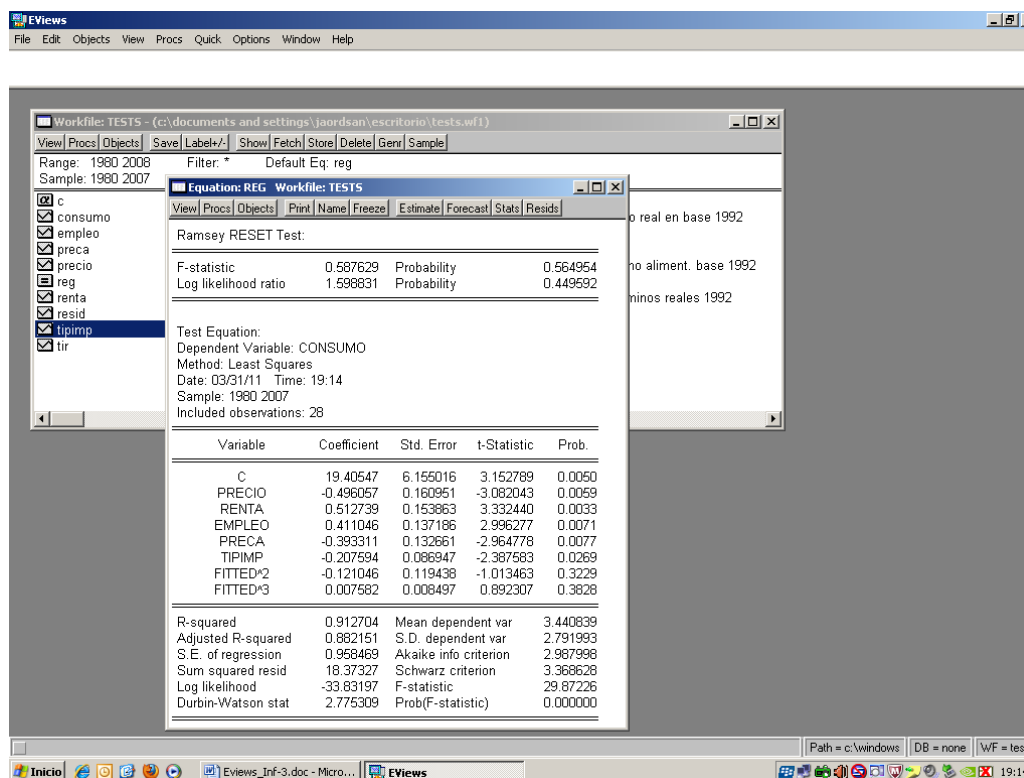 EViews
File Edit Objects View Procs Quick Options Window Help
Workfile: TESTS - (c:\documents and settings\jaordsan\escritorio\tests.wf1)
View Procs Objects Save Label+/- Show Fetch Store Delete Genr Sample
Range: 1980 2008 Filter: * Default Eq: reg
Sample: 1980 2007
c
consumo
empleo
preca
precio
reg
renta
resid
tipimp
tir
o real en base 1992
no aliment. base 1992
minos reales 1992
Equation: REG Workfile: TESTS
View Procs Objects Print Name Freeze Estimate Forecast Stats Resids
Ramsey RESET Test:
F-statistic 0.587629 Probability 0.564954
Log likelihood ratio 1.598831 Probability 0.449592
Test Equation:
Dependent Variable: CONSUMO
Method: Least Squares
Date: 03/31/11 Time: 19:14
Sample: 1980 2007
Included observations: 28
Variable Coefficient Std. Error t-Statistic Prob.
C 19.40547 6.155016 3.152789 0.0050
PRECIO -0.496057 0.160951 -3.082043 0.0059
RENTA 0.512739 0.153863 3.332440 0.0033
EMPLEO 0.411046 0.137186 2.996277 0.0071
PRECA -0.393311 0.132661 -2.964778 0.0077
TIPIMP -0.207594 0.086947 -2.387583 0.0269
FITTED^2 -0.121046 0.119438 -1.013463 0.3229
FITTED^3 0.007582 0.008497 0.892307 0.3828
R-squared 0.912704 Mean dependent var 3.440839
Adjusted R-squared 0.882151 S.D. dependent var 2.791993
S.E. of regression 0.958469 Akaike info criterion 2.987998
Sum squared resid 18.37327 Schwarz criterion 3.368628
Log likelihood -33.83197 F-statistic 29.87226
Durbin-Watson stat 2.775309 Prob(F-statistic) 0.000000
Path = c:\windows DB = none WF = tes
Inicio Eviews_Inf-3.doc - Micro... EViews 19:1